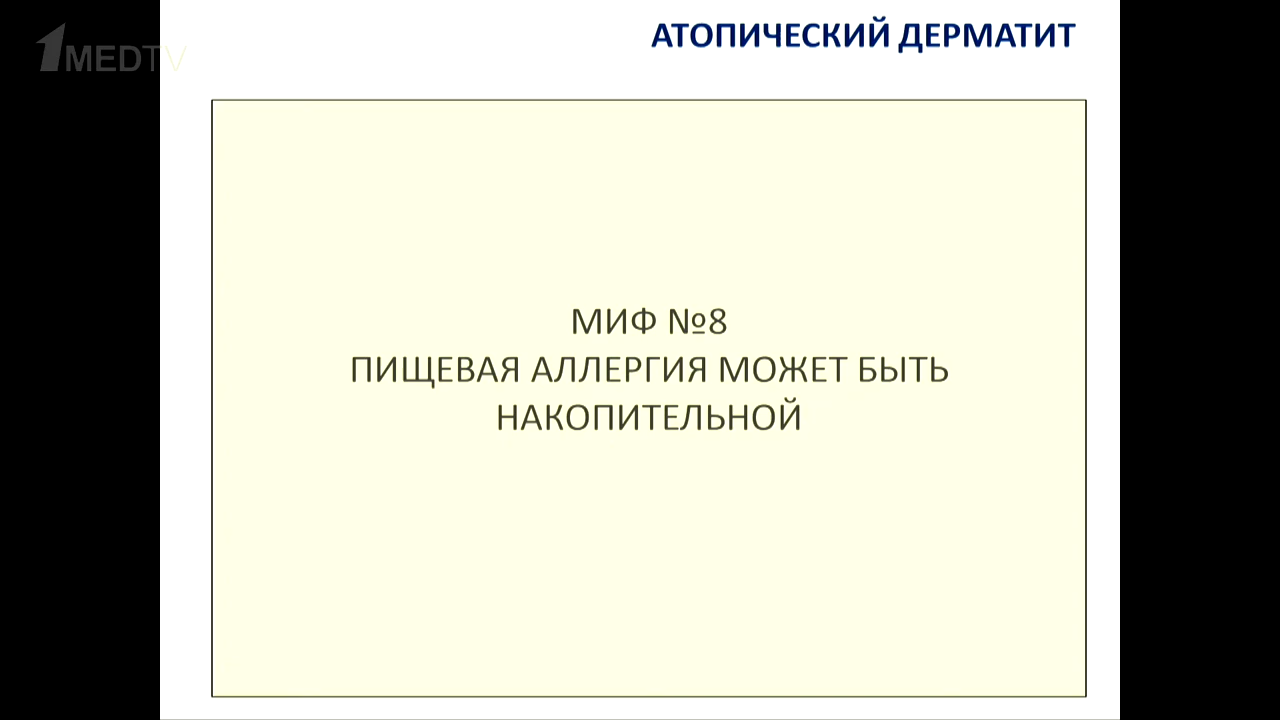 1MEDTV
АТОПИЧЕСКИЙ ДЕРМАТИТ
МИФ №8
ПИЩЕВАЯ АЛЛЕРГИЯ МОЖЕТ БЫТЬ
НАКОПИТЕЛЬНОЙ